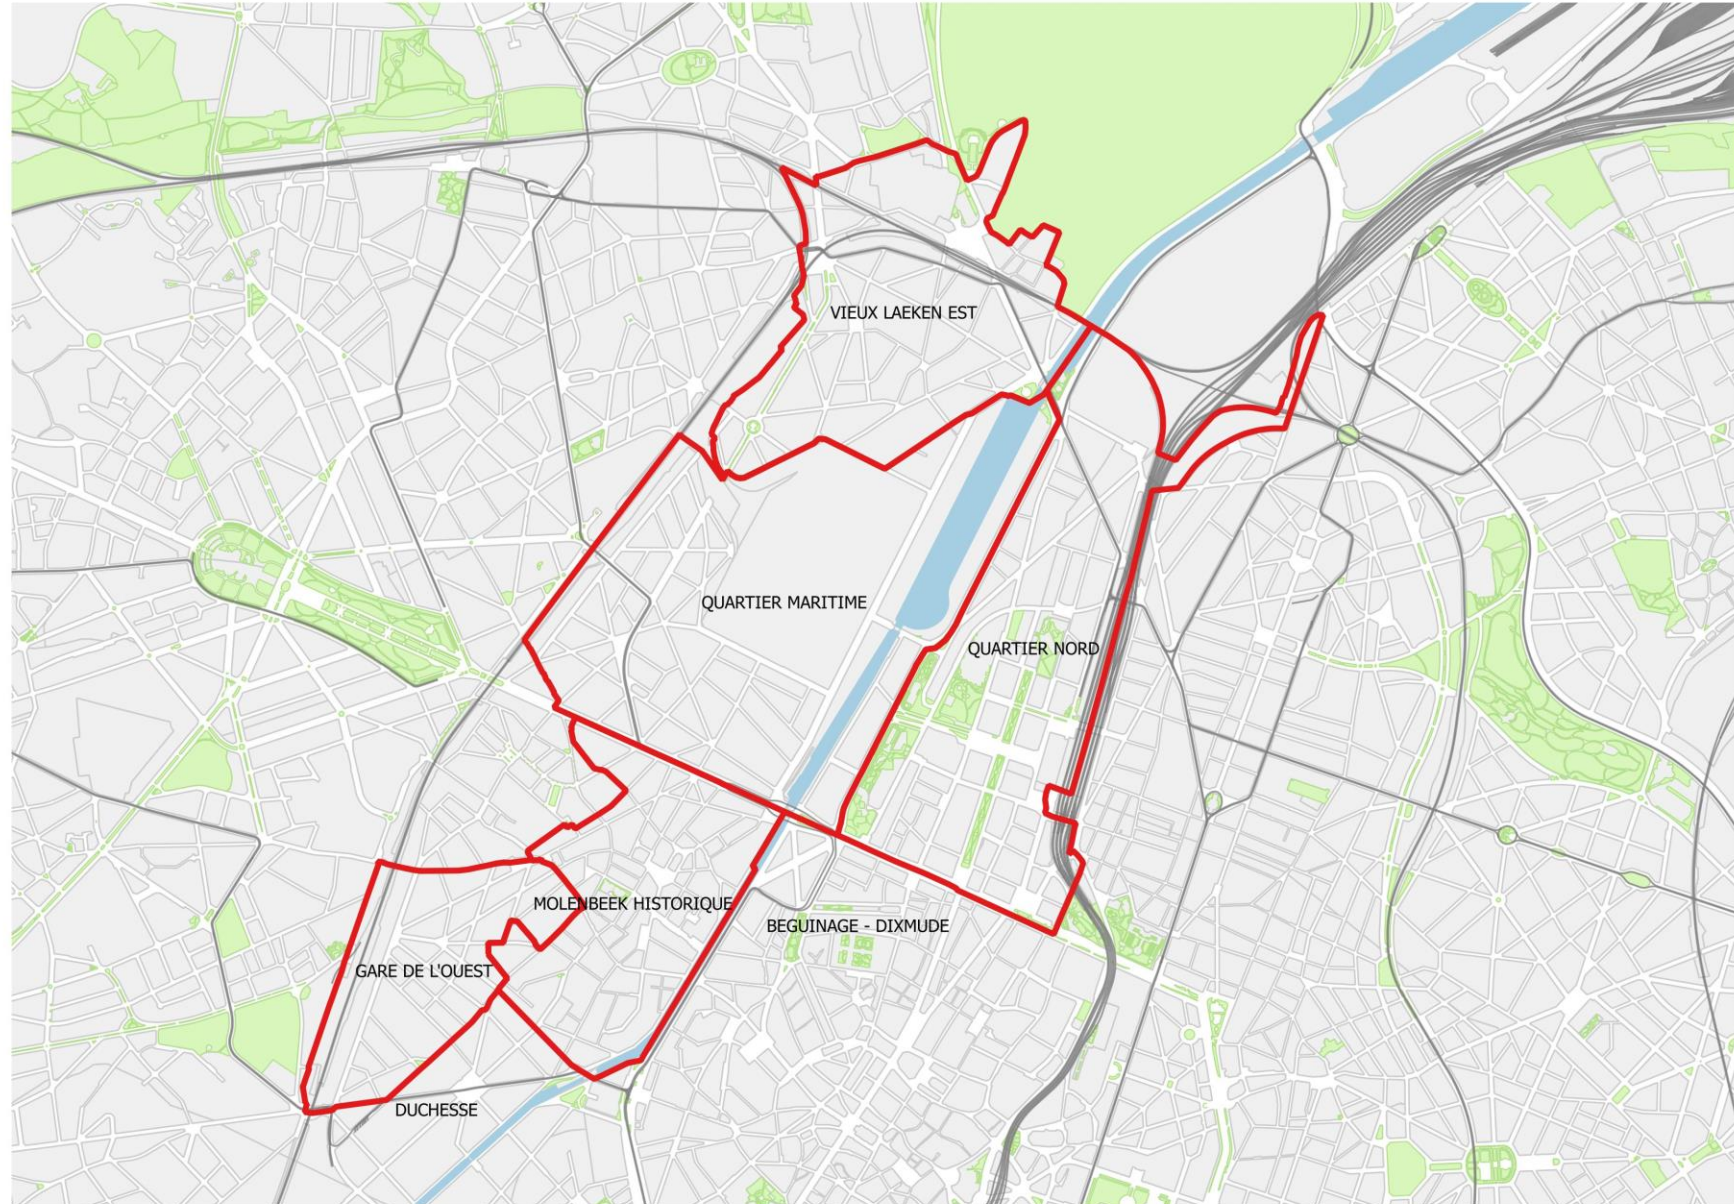 VIEUX LAEKEN EST
QUARTIER MARITIME
QUARTIER NORD
MOLENBEEK HISTORIQUE
BEGUINAGE - DIXMUDE
GARE DE L'OUEST
DUCHESSE